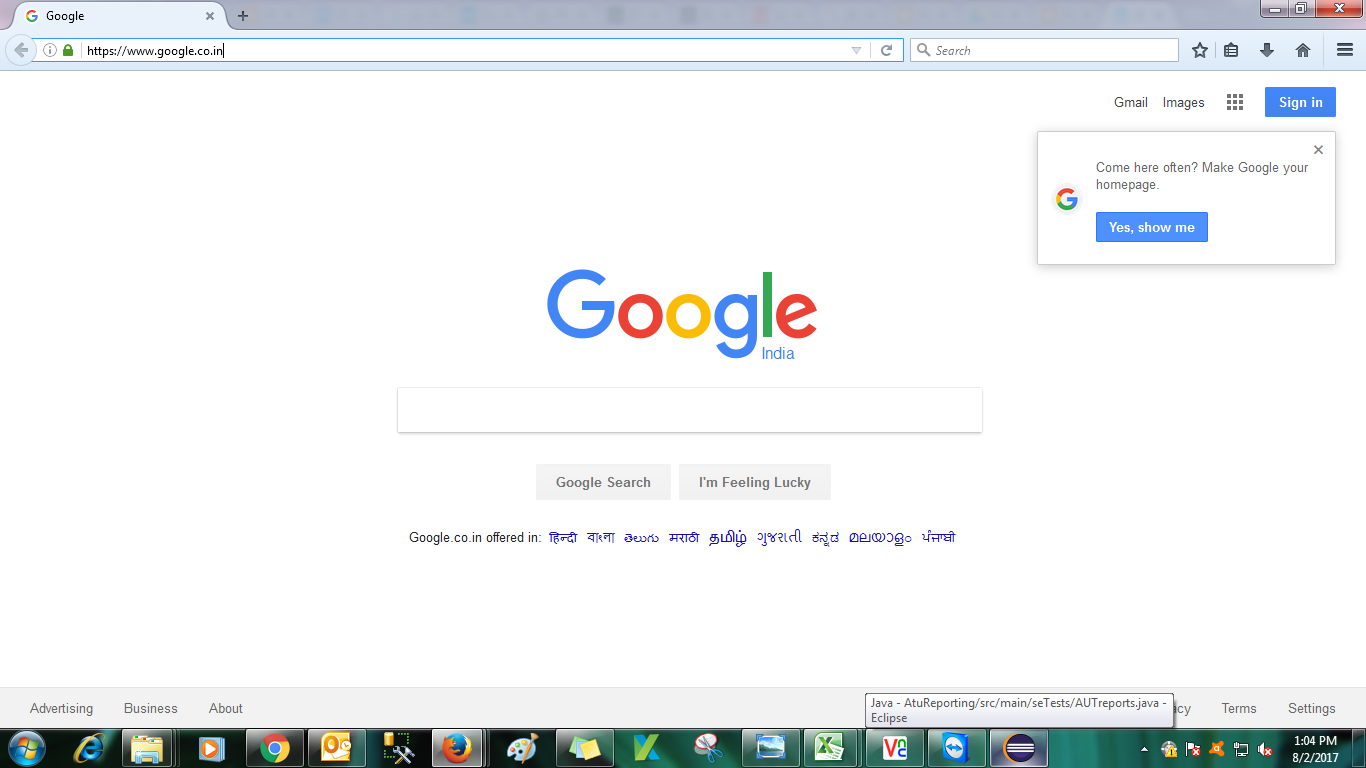 Google
https://www.google.co.in
Search
Gmail Images Sign in
Come here often? Make Google your
homepage.
Yes, show me
Google
India
Google Search I'm Feeling Lucky
Google.co.in offered in: हिन्दी বাংলা తెలుగు मराठी தமிழ் ગુજરાતી ಕನ್ನಡ മലയാളം ਪੰਜਾਬੀ
Advertising Business About
Java - AtuReporting/src/main/seTests/AUTreports.java -
Eclipse
Terms Settings
1:04 PM
8/2/2017